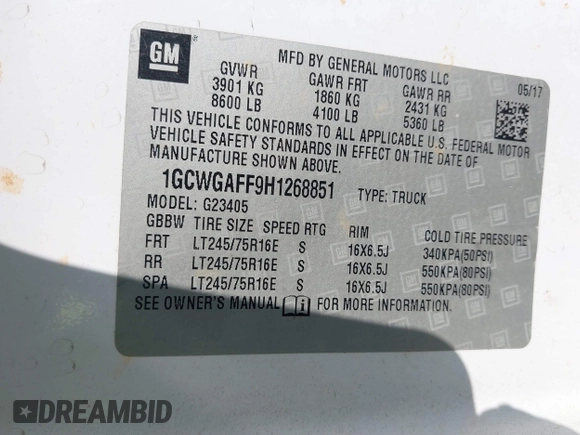 GM
MFD BY GENERAL MOTORS LLC
GVWR GAWR FRT GAWR RR 05/17
3901 KG 1860 KG 2431 KG
8600 LB 4100 LB 5360 LB
THIS VEHICLE CONFORMS TO ALL APPLICABLE U.S. FEDERAL MOTOR
VEHICLE SAFETY STANDARDS IN EFFECT ON THE DATE OF
MANUFACTURE SHOWN ABOVE.
1GCWGAFF9H1268851 TYPE: TRUCK
MODEL: G23405
GBBW TIRE SIZE SPEED RTG RIM COLD TIRE PRESSURE
FRT LT245/75R16E S 16X6.5J 340KPA(50PSI)
RR LT245/75R16E S 16X6.5J 550KPA(80PSI)
SPA LT245/75R16E S 16X6.5J 550KPA(80PSI)
SEE OWNER'S MANUAL i FOR MORE INFORMATION.
DREAMBID